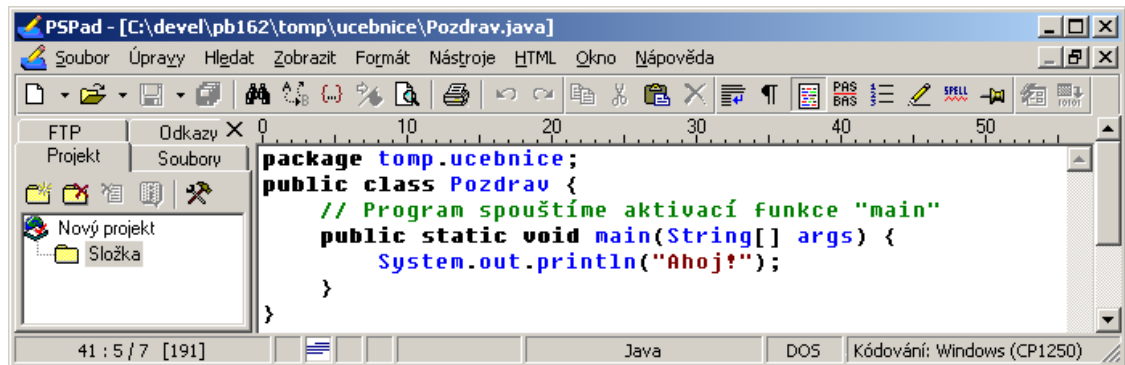 PSPad - [C:\devel\pb162\tomp\ucebnice\Pozdrav.java]
Soubor Úpravy Hledat Zobrazit Formát Nástroje HTML Okno Nápověda
PAS BAS SPELL
FTP Odkazy
Projekt Soubory
Nový projekt
Složka
0 10 20 30 40 50
package tomp.ucebnice;
public class Pozdrav {
// Program spouštíme aktivací funkce "main"
public static void main(String[] args) {
System.out.println("Ahoj!");
}
}
41 : 5 / 7 [191] Java DOS Kódování: Windows (CP1250)